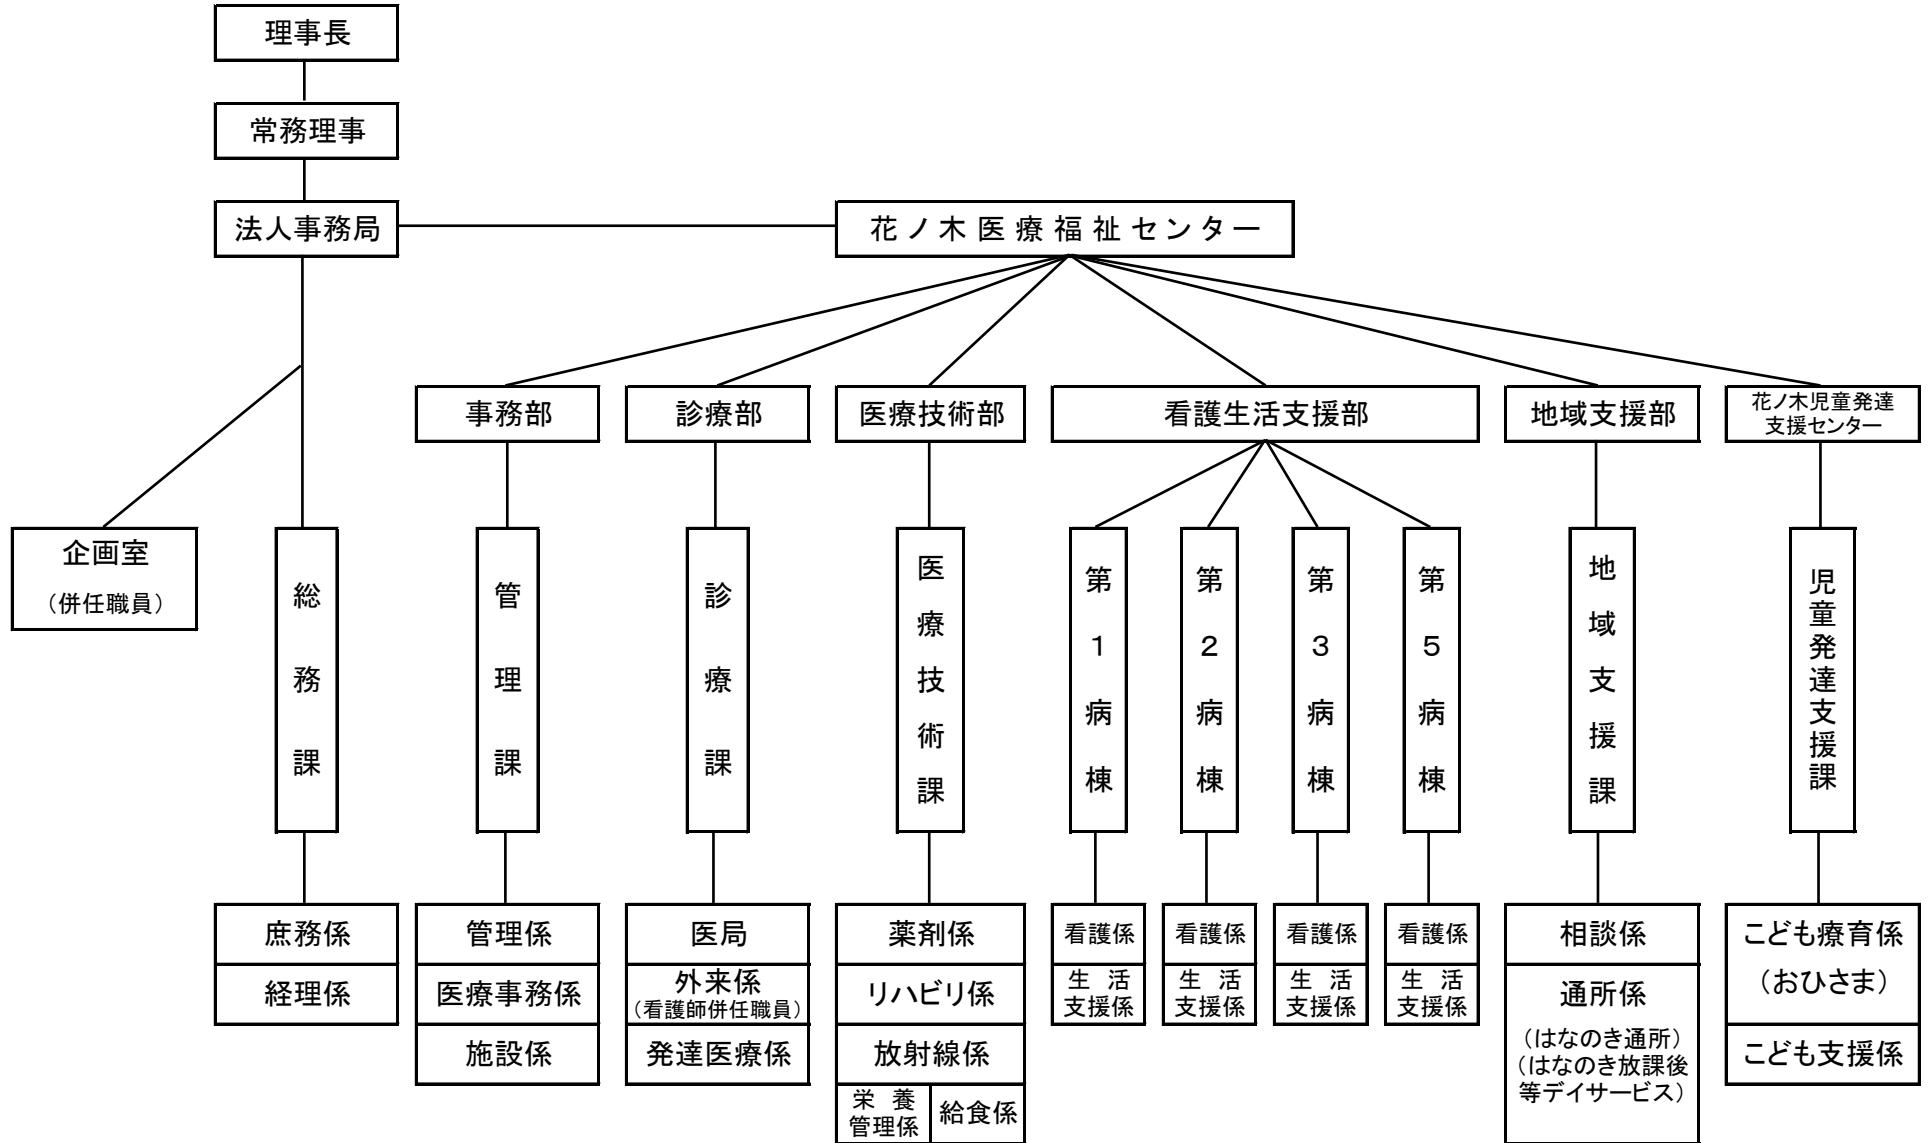 理事長
常務理事
法人事務局
花ノ木医療福祉センター
事務部
診療部
医療技術部
看護生活支援部
地域支援部
花ノ木児童発達
支援センター
企画室
（併任職員）
総務課
管理課
診療課
医療技術課
第１病棟
第２病棟
第３病棟
第５病棟
地域支援課
児童発達支援課
庶務係
経理係
管理係
医療事務係
施設係
医局
外来係
（看護師併任職員）
発達医療係
薬剤係
リハビリ係
放射線係
栄　養
管理係
給食係
看護係
生　活
支援係
看護係
生　活
支援係
看護係
生　活
支援係
看護係
生　活
支援係
相談係
通所係
（はなのき通所）
（はなのき放課後
等デイサービス）
こども療育係
（おひさま）
こども支援係